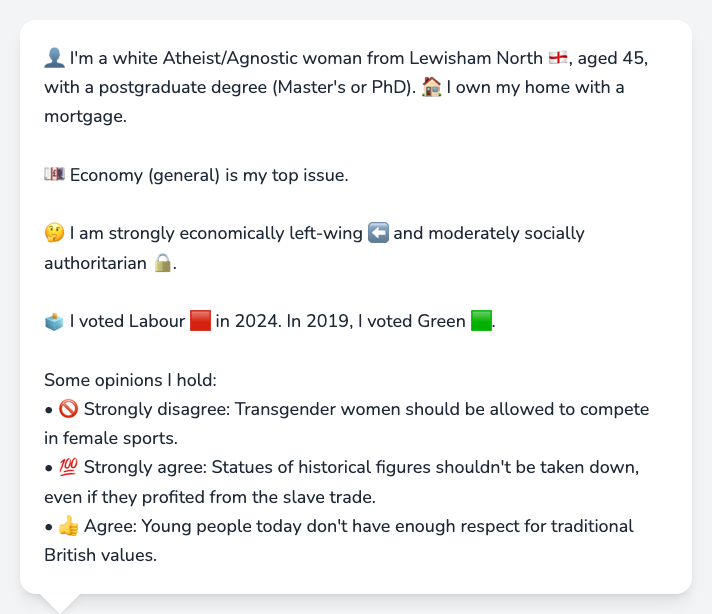 👤 I'm a white Atheist/Agnostic woman from Lewisham North 🏴󠁧󠁢󠁥󠁮󠁧󠁿, aged 45,
with a postgraduate degree (Master's or PhD). 🏠 I own my home with a
mortgage.
💷 Economy (general) is my top issue.
🤔 I am strongly economically left-wing ⬅️ and moderately socially
authoritarian 🔒.
🗳️ I voted Labour 🟥 in 2024. In 2019, I voted Green 🟩.
Some opinions I hold:
• 🚫 Strongly disagree: Transgender women should be allowed to compete
in female sports.
• 💯 Strongly agree: Statues of historical figures shouldn't be taken down,
even if they profited from the slave trade.
• 👍 Agree: Young people today don't have enough respect for traditional
British values.